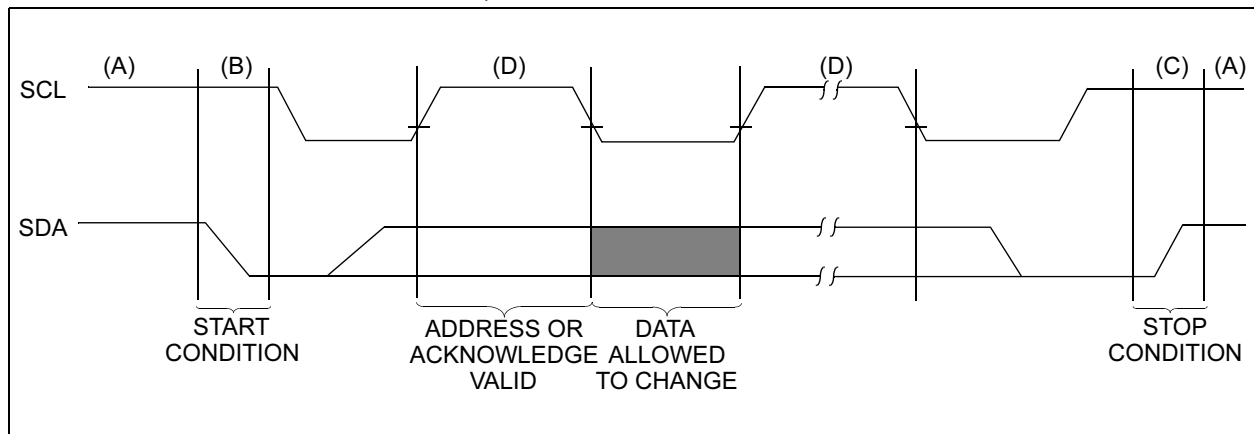 (A) (B) (D) (D) (C) (A)
SCL
SDA
START
CONDITION
ADDRESS OR
ACKNOWLEDGE
VALID
DATA
ALLOWED
TO CHANGE
STOP
CONDITION